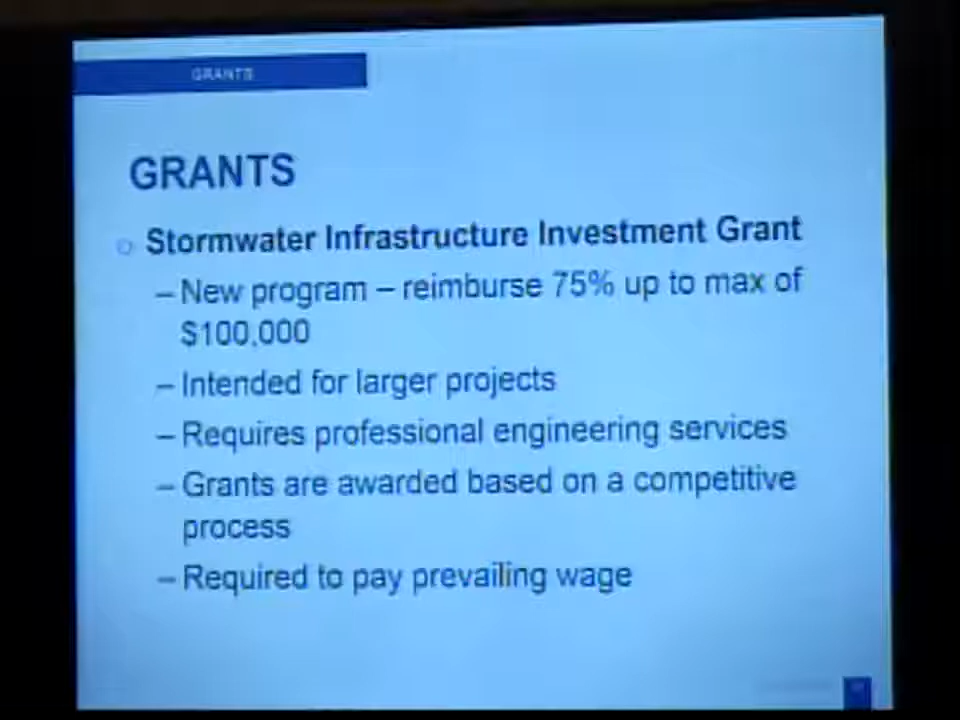 GRANTS
GRANTS
Stormwater Infrastructure Investment Grant
– New program – reimburse 75% up to max of
$100,000
– Intended for larger projects
– Requires professional engineering services
– Grants are awarded based on a competitive
process
– Required to pay prevailing wage